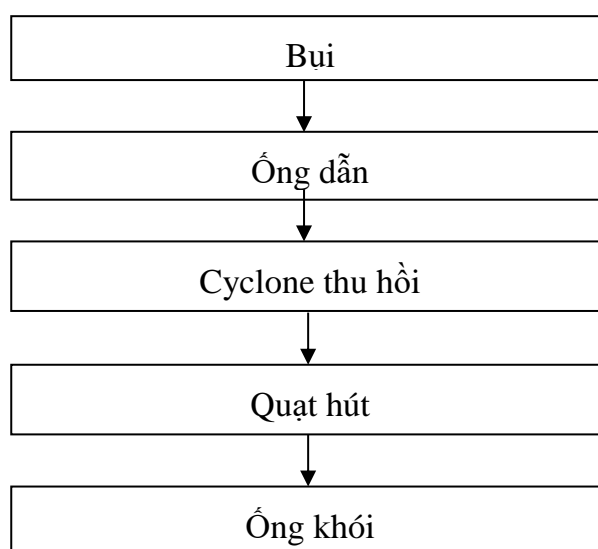 Bụi
Ống dẫn
Cyclone thu hồi
Quạt hút
Ống khói